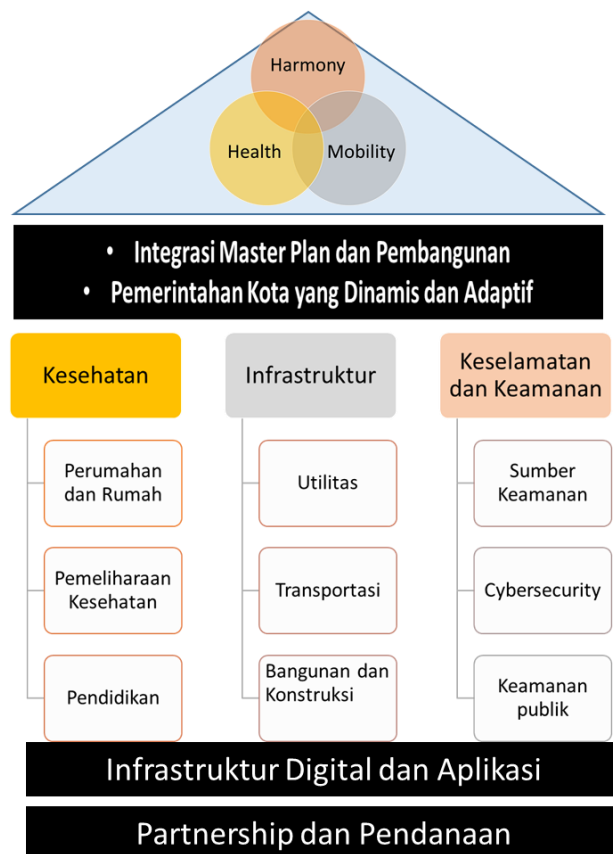 Harmony
Health
Mobility
• Integrasi Master Plan dan Pembangunan
• Pemerintahan Kota yang Dinamis dan Adaptif
Kesehatan
Perumahan
dan Rumah
Pemeliharaan
Kesehatan
Pendidikan
Infrastruktur
Utilitas
Transportasi
Bangunan dan
Konstruksi
Keselamatan
dan Keamanan
Sumber
Keamanan
Cybersecurity
Keamanan
publik
Infrastruktur Digital dan Aplikasi
Partnership dan Pendanaan